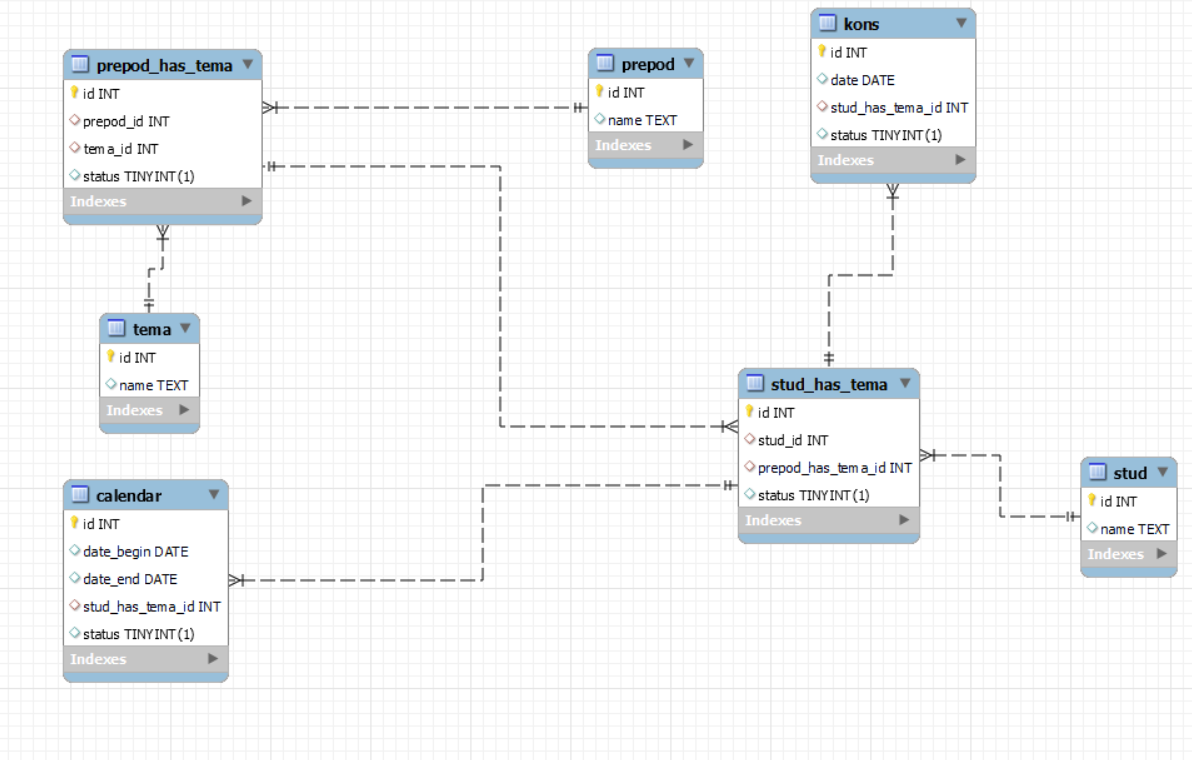 prepod_has_tema
id INT
prepod_id INT
tema_id INT
status TINYINT(1)
Indexes
prepod
id INT
name TEXT
Indexes
kons
id INT
date DATE
stud_has_tema_id INT
status TINYINT(1)
Indexes
tema
id INT
name TEXT
Indexes
stud_has_tema
id INT
stud_id INT
prepod_has_tema_id INT
status TINYINT(1)
Indexes
stud
id INT
name TEXT
Indexes
calendar
id INT
date_begin DATE
date_end DATE
stud_has_tema_id INT
status TINYINT(1)
Indexes